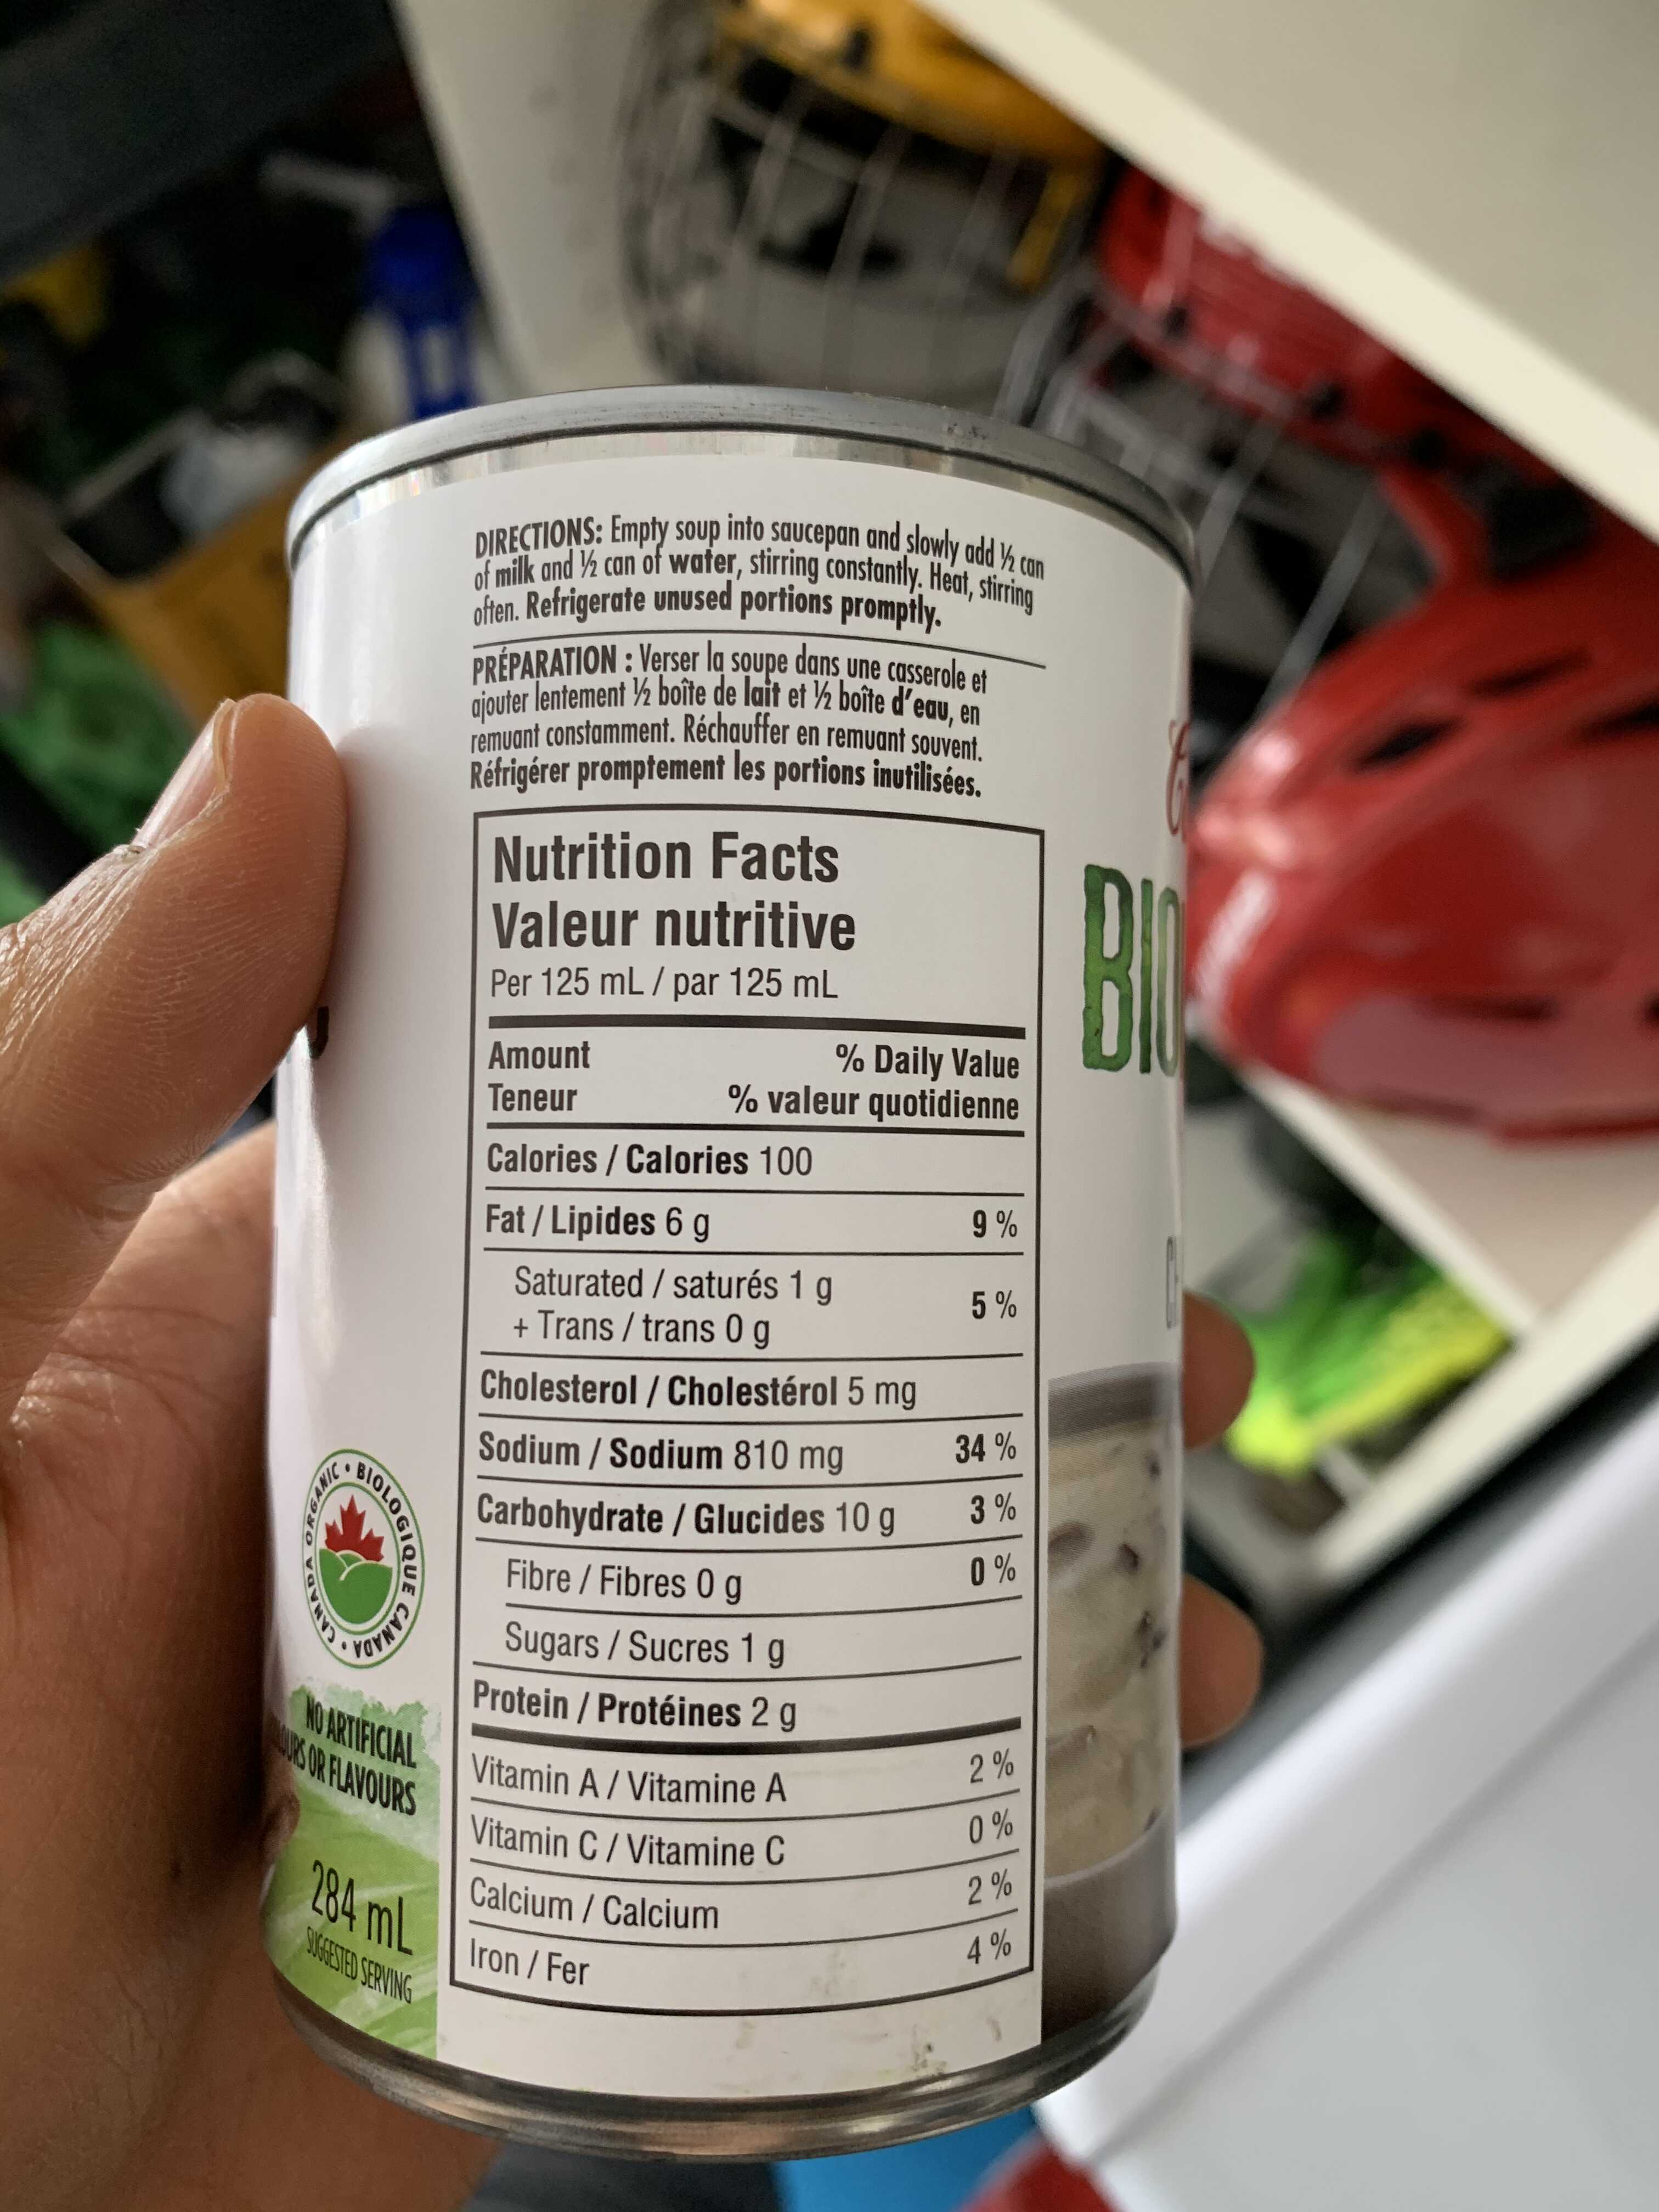 DIRECTIONS: Empty soup into saucepan and slowly add ½ can
of milk and ½ can of water, stirring constantly. Heat, stirring
often. Refrigerate unused portions promptly.
PRÉPARATION : Verser la soupe dans une casserole et
ajouter lentement ½ boîte de lait et ½ boîte d'eau, en
remuant constamment. Réchauffer en remuant souvent.
Réfrigérer promptement les portions inutilisées.
Nutrition Facts
Valeur nutritive
Per 125 mL / par 125 mL
Amount % Daily Value
Teneur % valeur quotidienne
Calories / Calories 100
Fat / Lipides 6 g 9 %
Saturated / saturés 1 g
+ Trans / trans 0 g 5 %
Cholesterol / Cholestérol 5 mg
Sodium / Sodium 810 mg 34 %
Carbohydrate / Glucides 10 g 3 %
Fibre / Fibres 0 g 0 %
Sugars / Sucres 1 g
Protein / Protéines 2 g
Vitamin A / Vitamine A 2 %
Vitamin C / Vitamine C 0 %
Calcium / Calcium 2 %
Iron / Fer 4 %
CANADA ORGANIC • BIOLOGIQUE CANADA •
NO ARTIFICIAL
OR FLAVOURS
284 mL
SUGGESTED SERVING
BIO